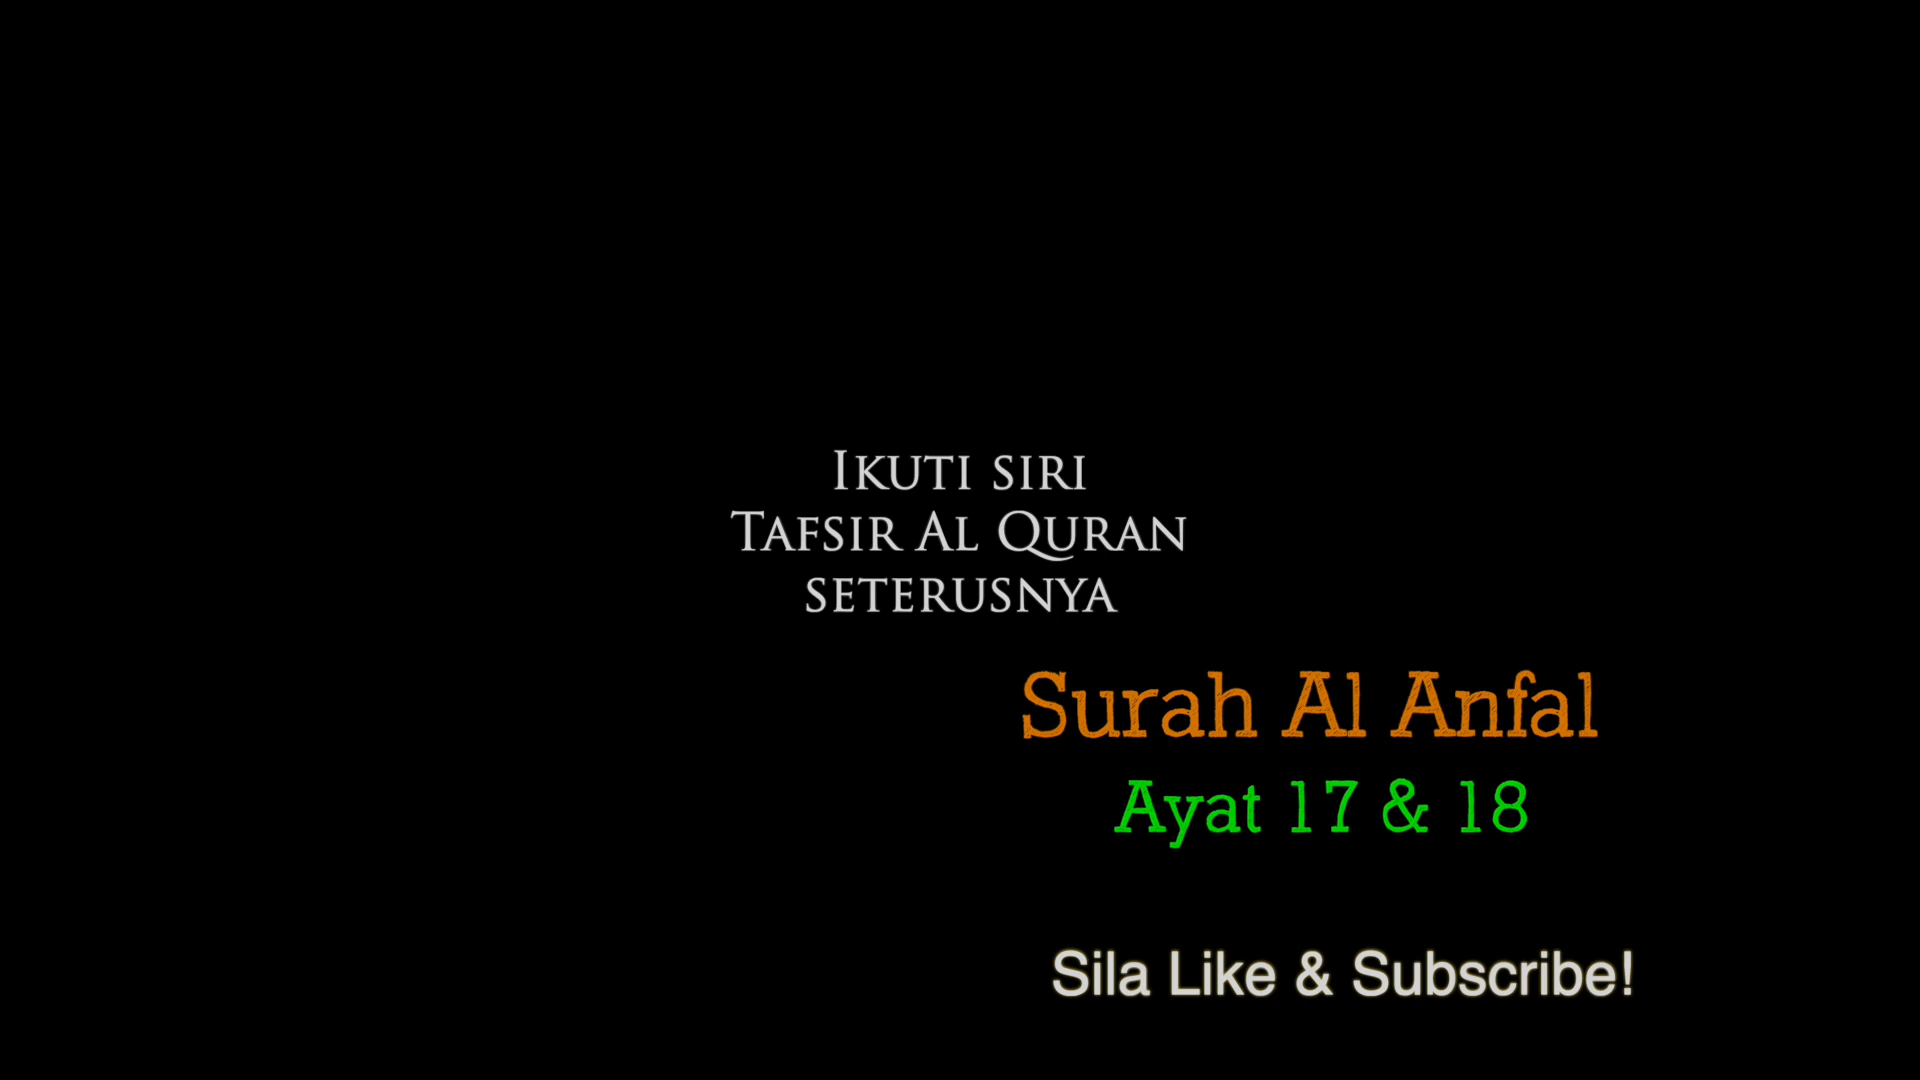 Ikuti siri
Tafsir Al Quran
seterusnya
Surah Al Anfal
Ayat 17 & 18
Sila Like & Subscribe!